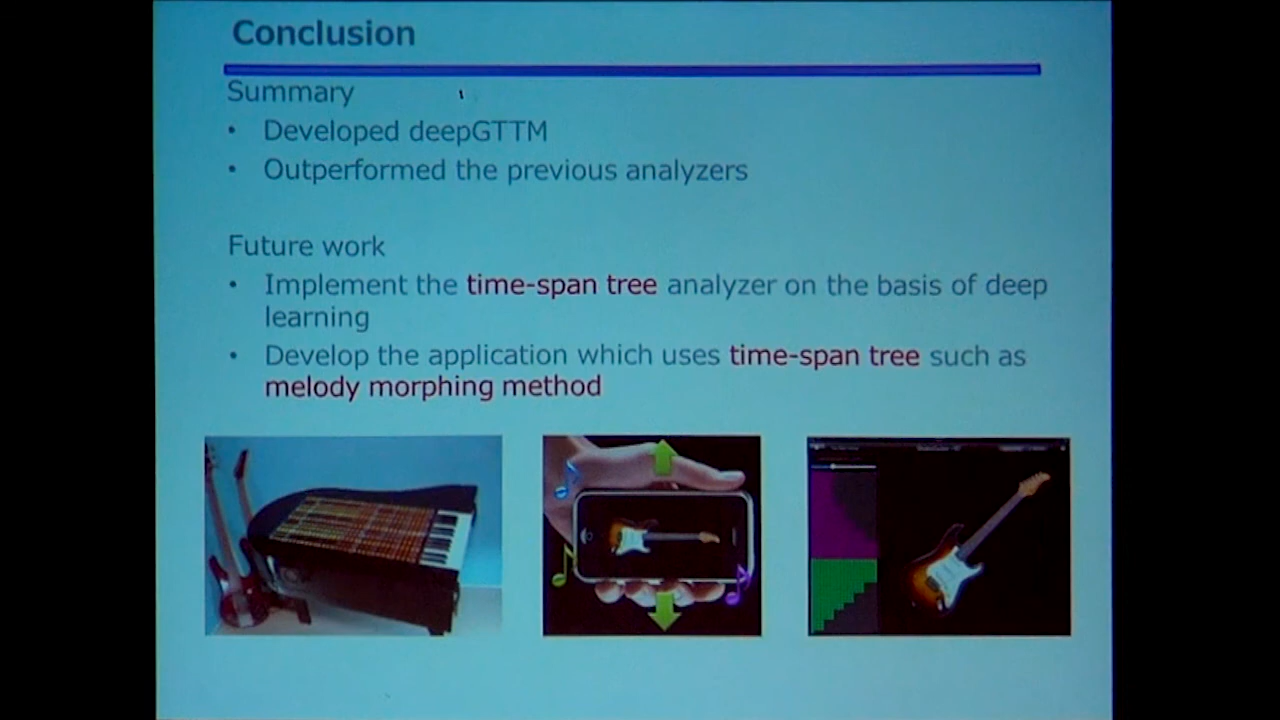 Conclusion
Summary
• Developed deepGTTM
• Outperformed the previous analyzers
Future work
• Implement the time-span tree analyzer on the basis of deep
learning
• Develop the application which uses time-span tree such as
melody morphing method